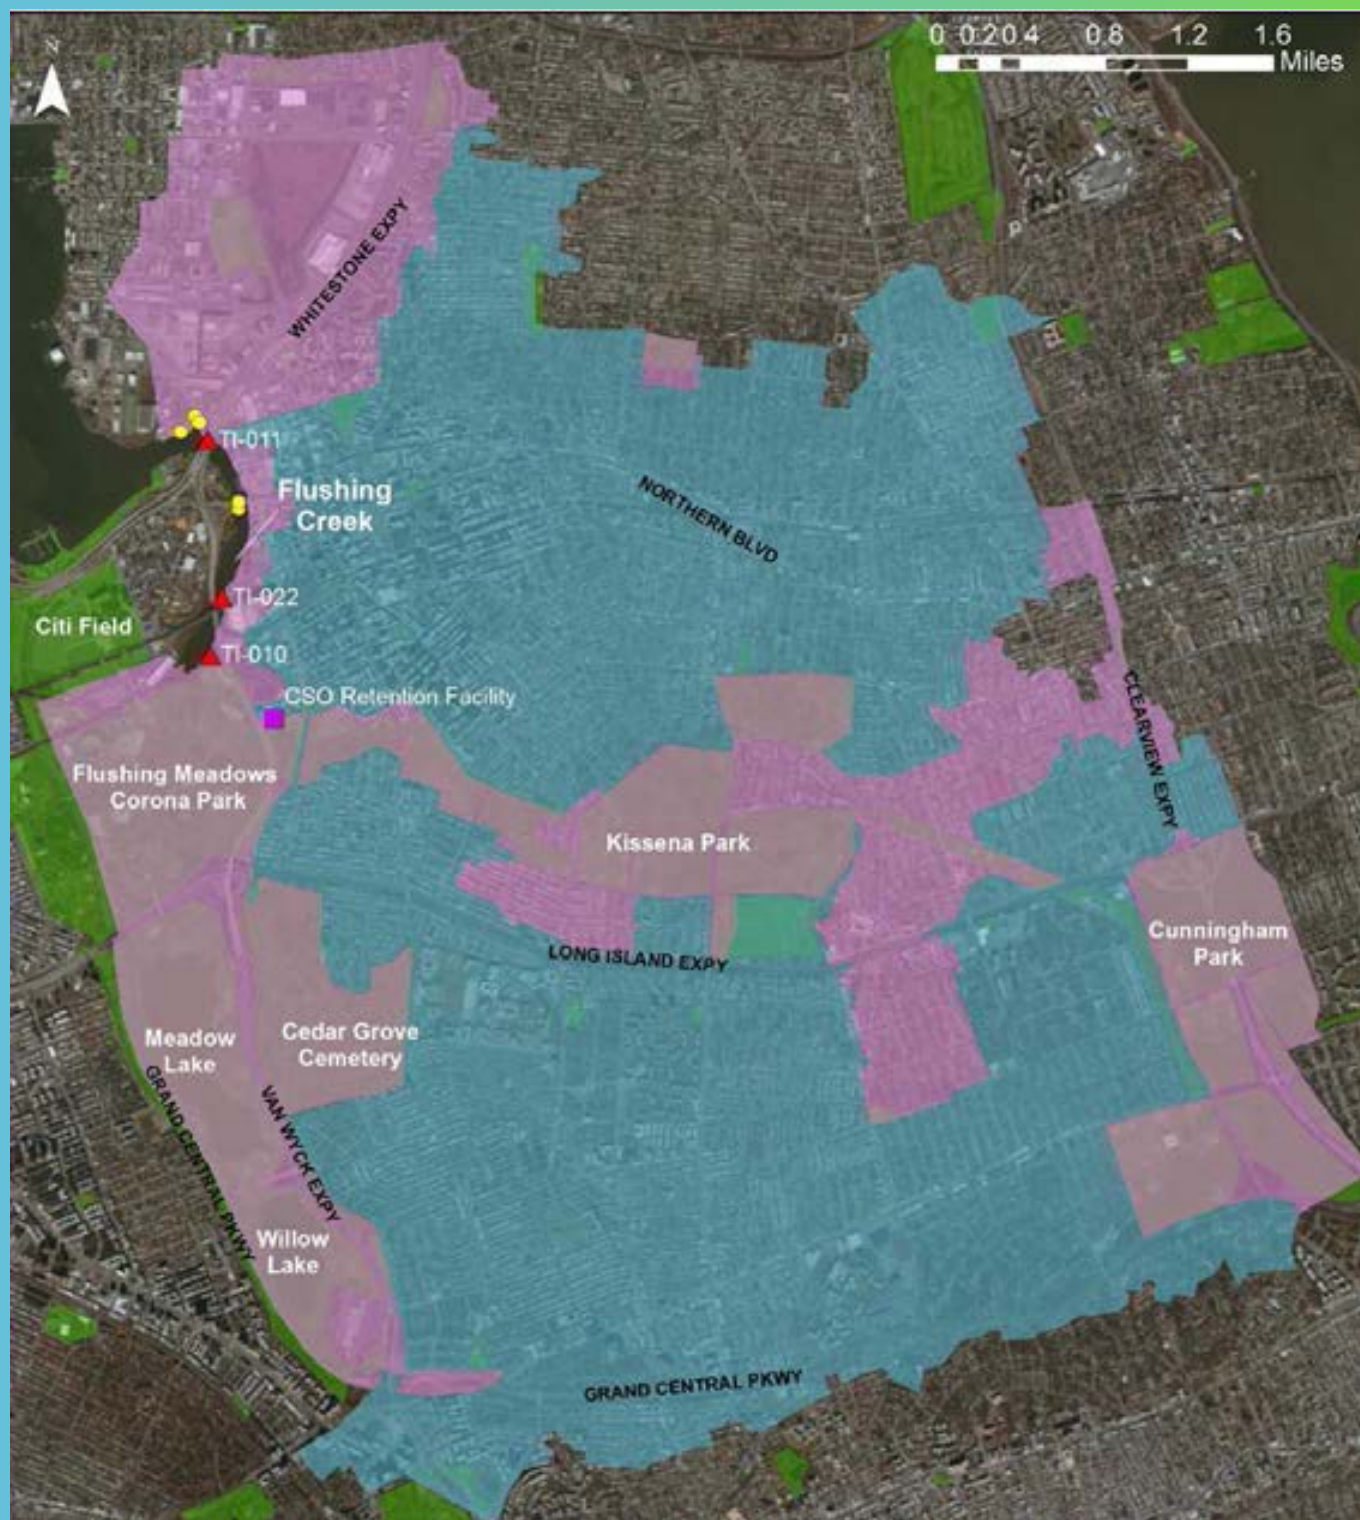 0 0.2 0.4 0.8 1.2 1.6
Miles
N
WHITESTONE EXPY
TI-011
Flushing
Creek
NORTHERN BLVD
TI-022
Citi Field
TI-010
CSO Retention Facility
CLEARVIEW EXPY
Flushing Meadows
Corona Park
Kissena Park
LONG ISLAND EXPY
Cunningham
Park
Meadow
Lake
Cedar Grove
Cemetery
GRAND CENTRAL PKWY
VAN WYCK EXPY
Willow
Lake
GRAND CENTRAL PKWY